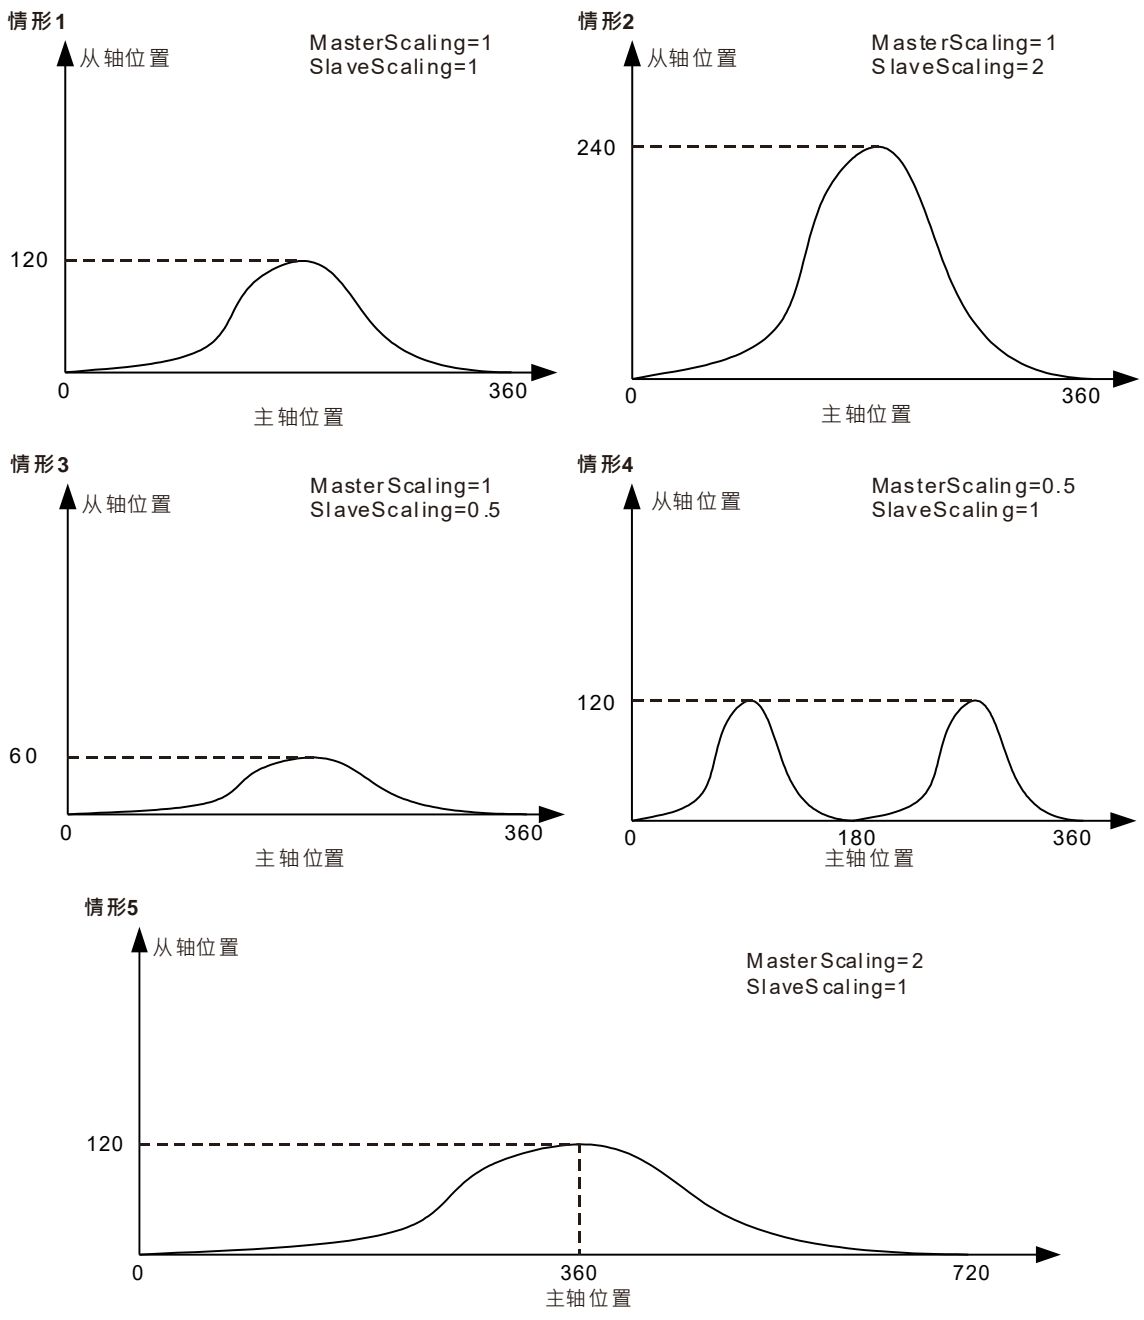 情形1
从轴位置
MasterScaling=1
SlaveScaling=1
120
0
360
主轴位置
情形2
从轴位置
MasterScaling=1
SlaveScaling=2
240
0
360
主轴位置
情形3
从轴位置
MasterScaling=1
SlaveScaling=0.5
60
0
360
主轴位置
情形4
从轴位置
MasterScaling=0.5
SlaveScaling=1
120
0
180
360
主轴位置
情形5
从轴位置
MasterScaling=2
SlaveScaling=1
120
0
360
720
主轴位置